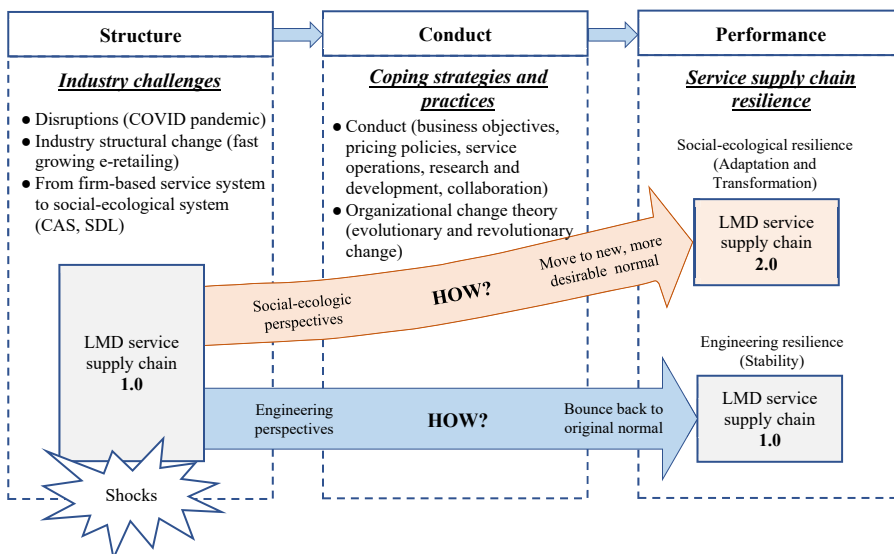 Structure
Conduct
Performance
Industry challenges
● Disruptions (COVID pandemic)
● Industry structural change (fast
growing e-retailing)
● From firm-based service system
to social-ecological system
(CAS, SDL)
Coping strategies and
practices
● Conduct (business objectives,
pricing policies, service
operations, research and
development, collaboration)
● Organizational change theory
(evolutionary and revolutionary
change)
Service supply chain
resilience
Social-ecological resilience
(Adaptation and
Transformation)
LMD service
supply chain
2.0
Move to new, more
desirable normal
HOW?
Social-ecologic
perspectives
LMD service
supply chain
1.0
Engineering resilience
(Stability)
LMD service
supply chain
1.0
Engineering
perspectives
HOW?
Bounce back to
original normal
Shocks